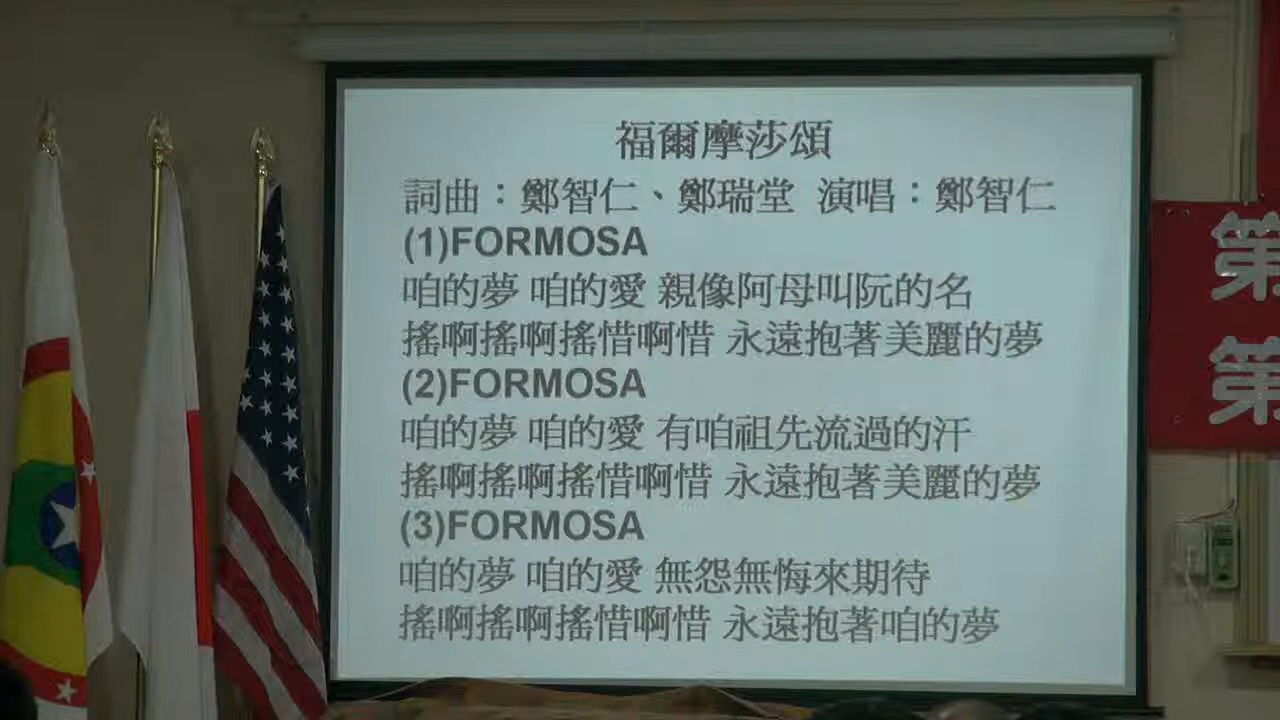 福爾摩莎頌
詞曲：鄭智仁、鄭瑞堂 演唱：鄭智仁
(1)FORMOSA
咱的夢 咱的愛 親像阿母叫阮的名
搖啊搖啊搖惜啊惜 永遠抱著美麗的夢
(2)FORMOSA
咱的夢 咱的愛 有咱祖先流過的汗
搖啊搖啊搖惜啊惜 永遠抱著美麗的夢
(3)FORMOSA
咱的夢 咱的愛 無怨無悔來期待
搖啊搖啊搖惜啊惜 永遠抱著咱的夢
第
第